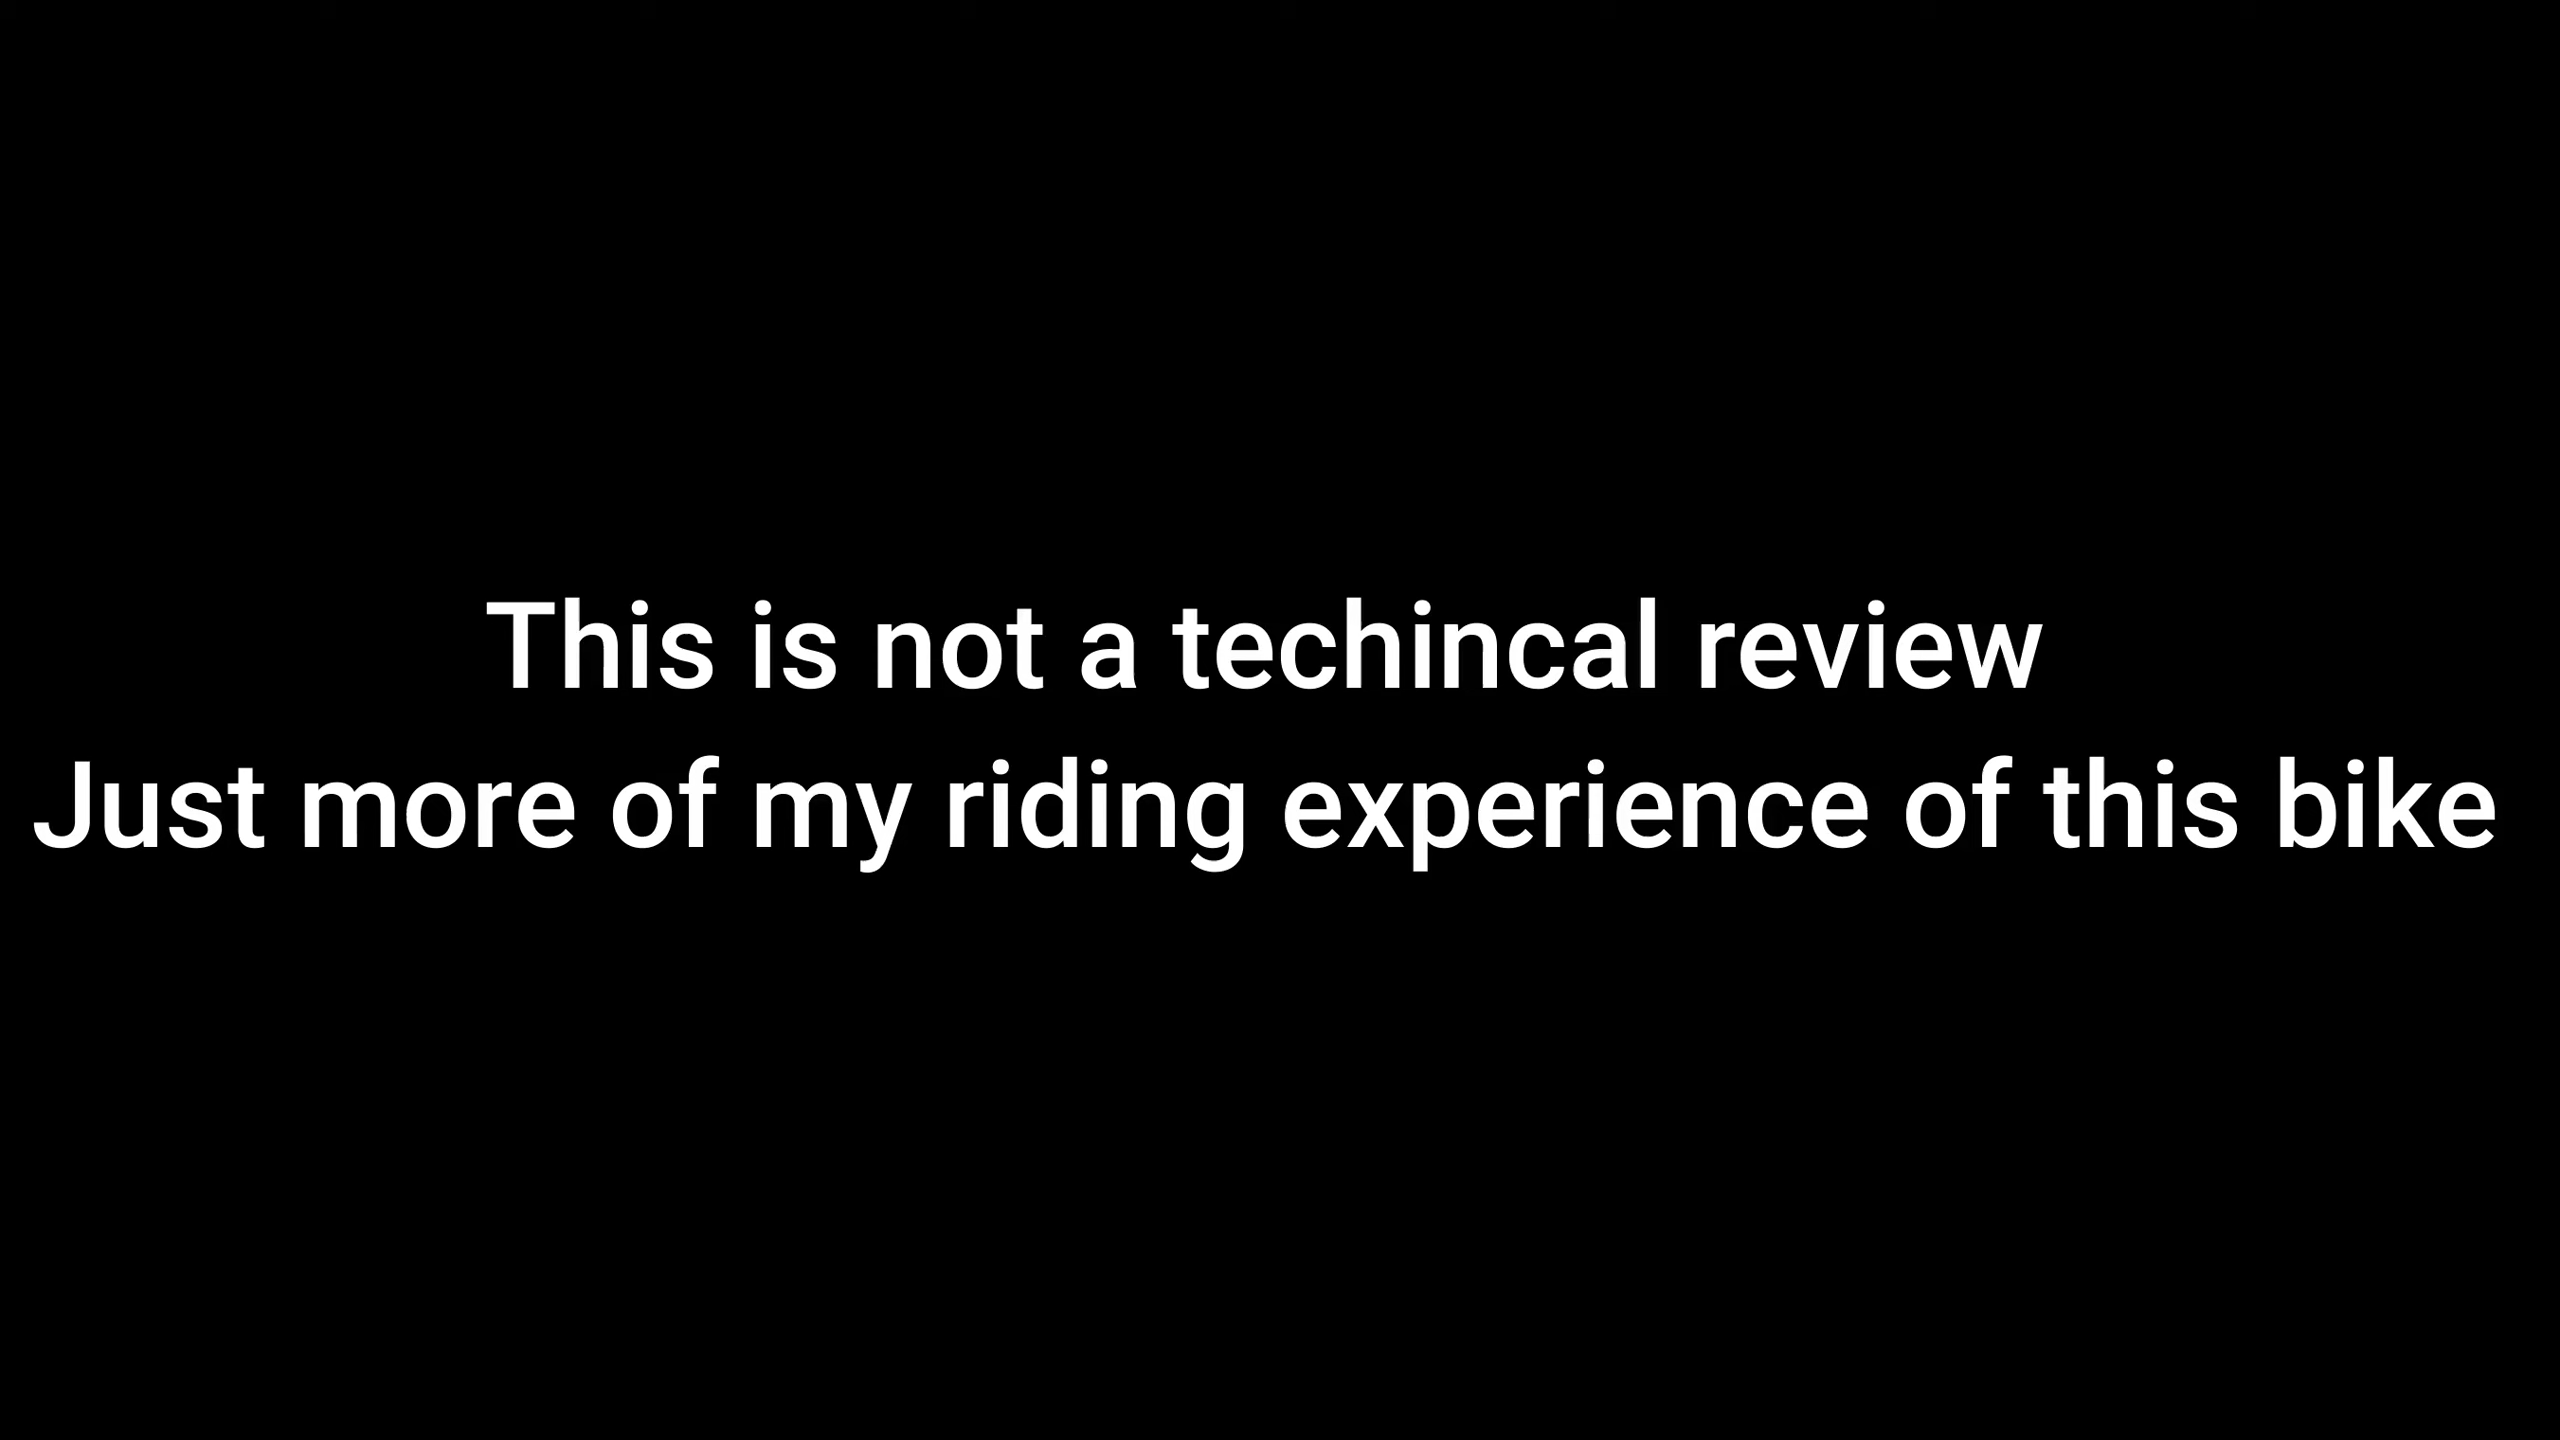 This is not a techincal review
Just more of my riding experience of this bike